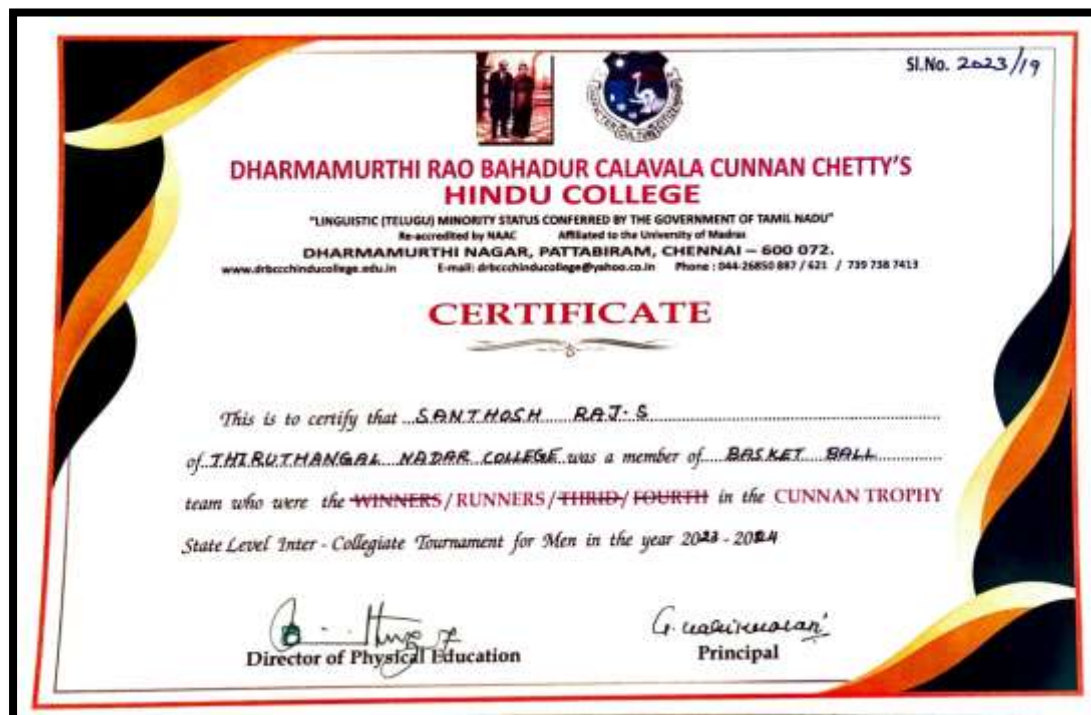 Sl.No. 2023/19
DHARMAMURTHI RAO BAHADUR CALAVALA CUNNAN CHETTY'S
HINDU COLLEGE
"LINGUISTIC (TELUGU) MINORITY STATUS CONFERRED BY THE GOVERNMENT OF TAMIL NADU"
Re-accredited by NAAC Affiliated to the University of Madras
DHARMAMURTHI NAGAR, PATTABIRAM, CHENNAI – 600 072.
www.drbccchinducollege.edu.in E-mail: drbccchinducollege@yahoo.co.in Phone : 044-26850 887 / 621 / 739 738 7413
CERTIFICATE
This is to certify that SANTHOSH RAJ. S
of THIRUTHANGAL NADAR COLLEGE was a member of BASKET BALL
team who were the WINNERS / RUNNERS / THRID / FOURTH in the CUNNAN TROPHY
State Level Inter - Collegiate Tournament for Men in the year 2023 - 2024
Director of Physical Education
Principal